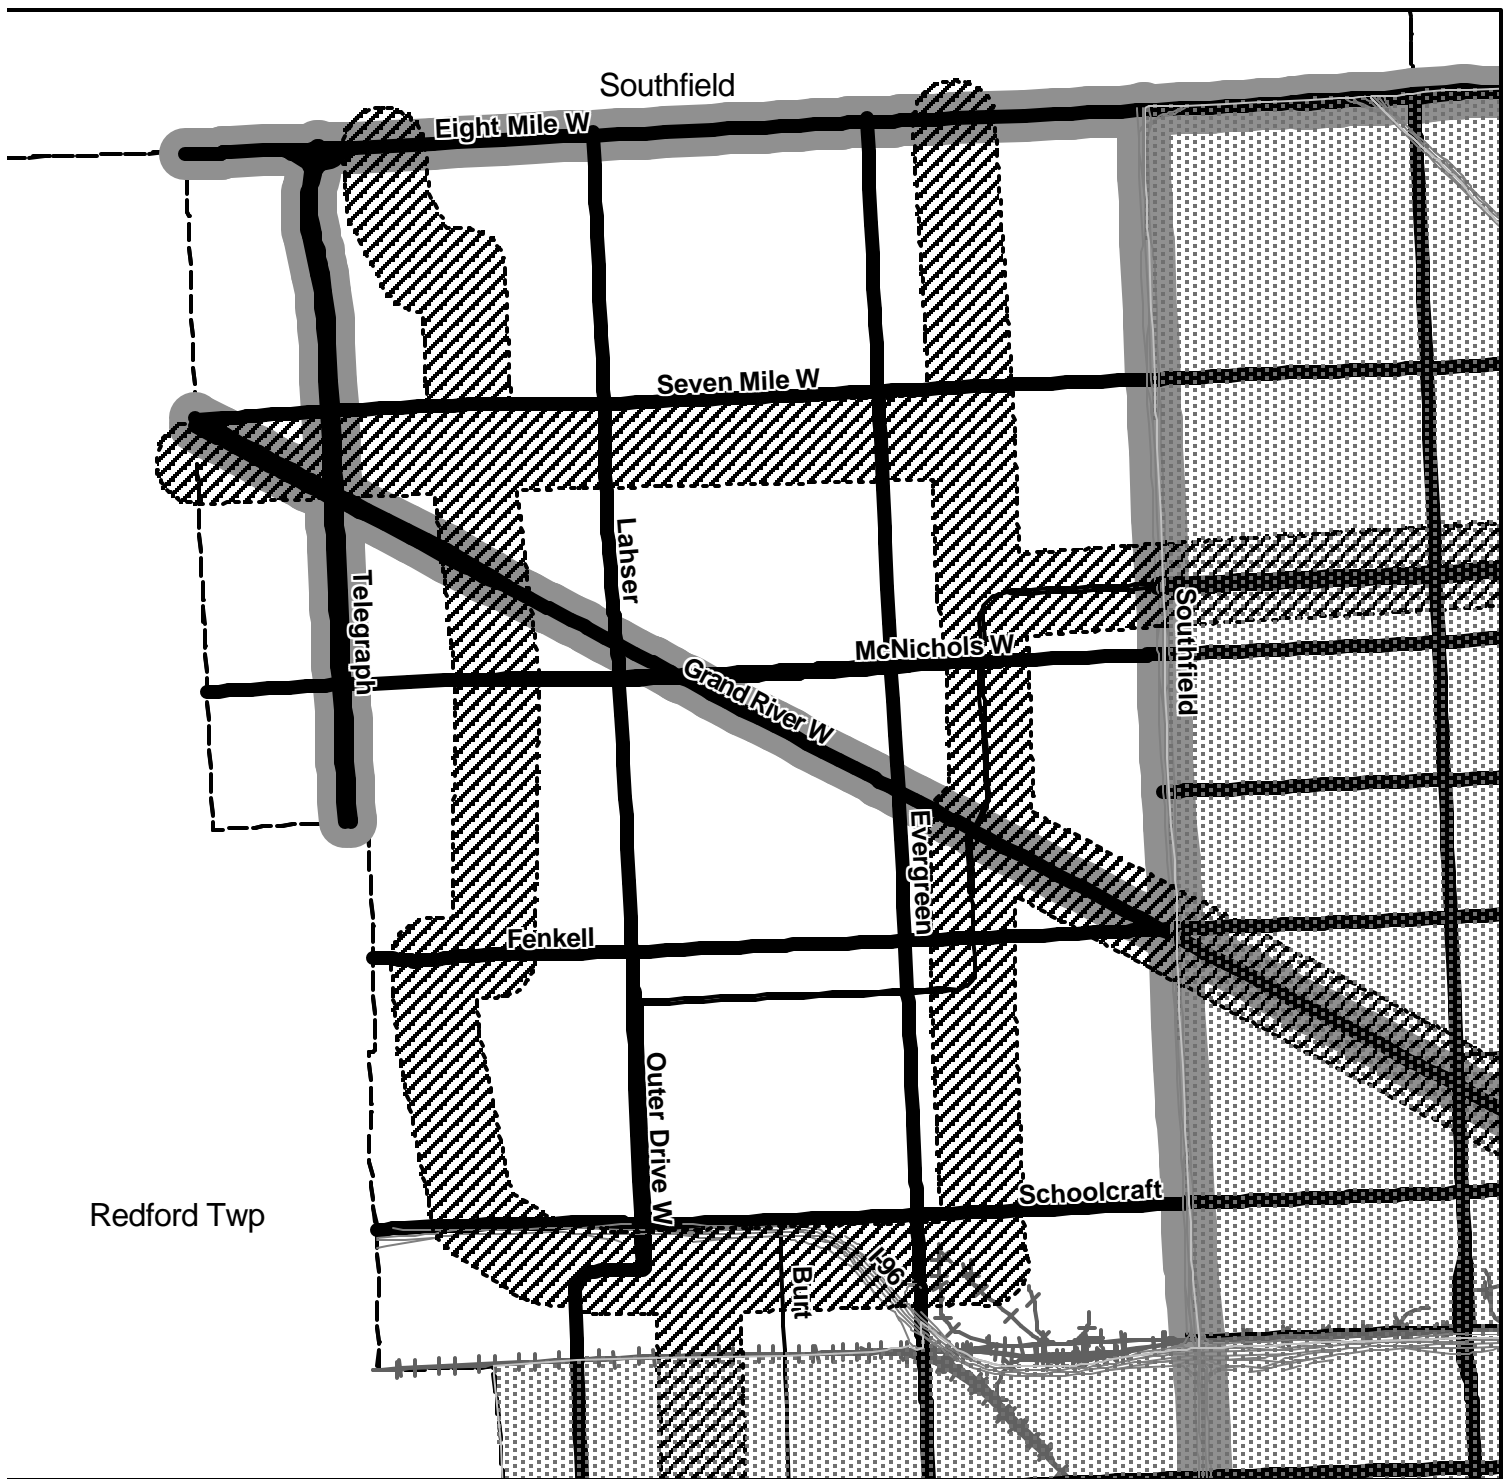 Southfield
Eight Mile W
Seven Mile W
Lahser
Telegraph
Southfield
McNichols W
Grand River W
Evergreen
Fenkell
Outer Drive W
Schoolcraft
Redford Twp
I-96
Burt